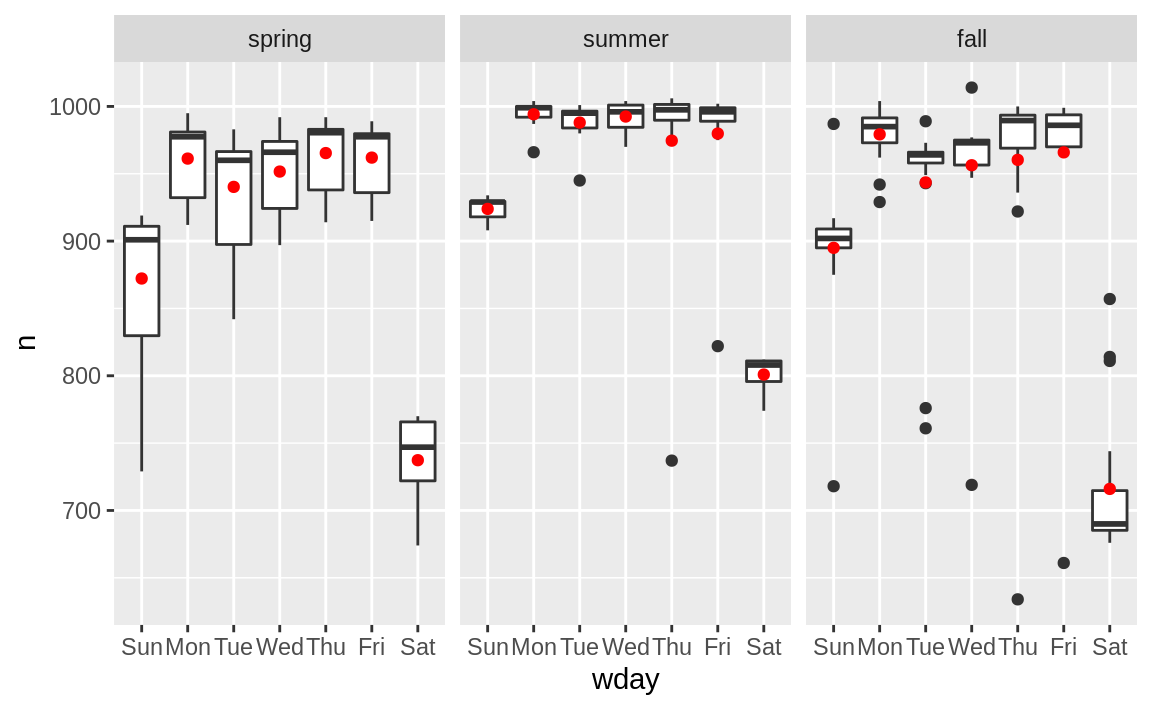 spring summer fall
1000
900
800
700
n
Sun Mon Tue Wed Thu Fri Sat Sun Mon Tue Wed Thu Fri Sat Sun Mon Tue Wed Thu Fri Sat
wday